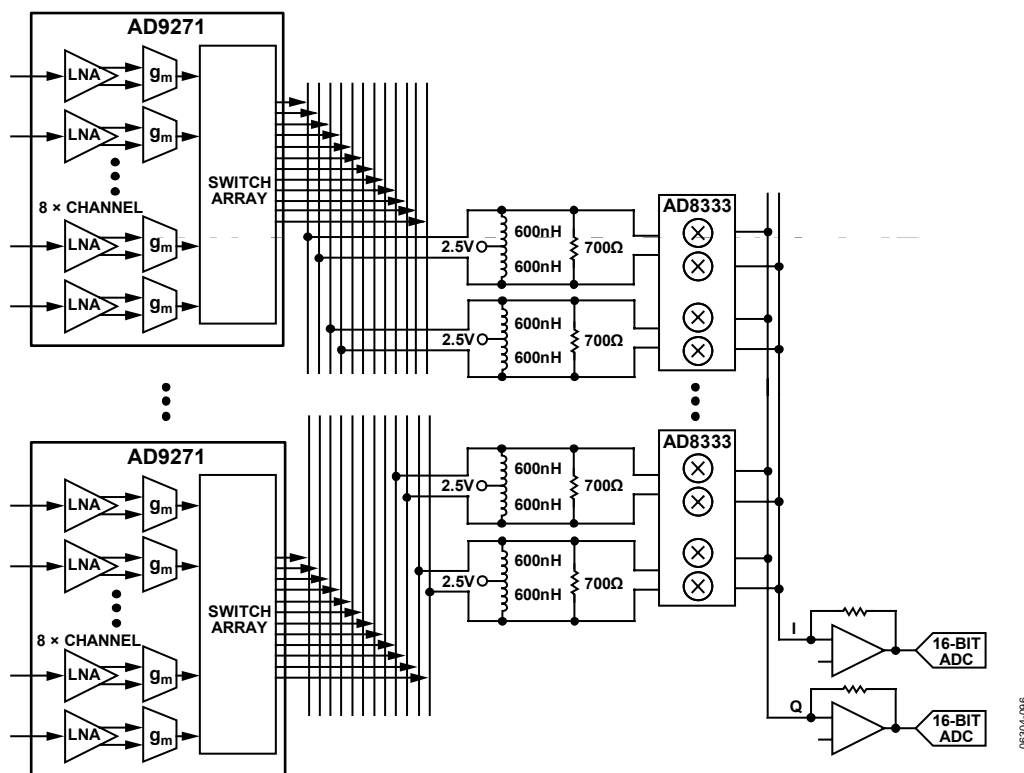 AD9271
LNA
gm
LNA
gm
8 × CHANNEL
LNA
gm
LNA
gm
SWITCH
ARRAY
2.5V
600nH
600nH
700Ω
2.5V
600nH
600nH
700Ω
AD8333
AD9271
LNA
gm
LNA
gm
8 × CHANNEL
LNA
gm
LNA
gm
SWITCH
ARRAY
2.5V
600nH
600nH
700Ω
2.5V
600nH
600nH
700Ω
AD8333
I
16-BIT
ADC
Q
16-BIT
ADC
06304-096